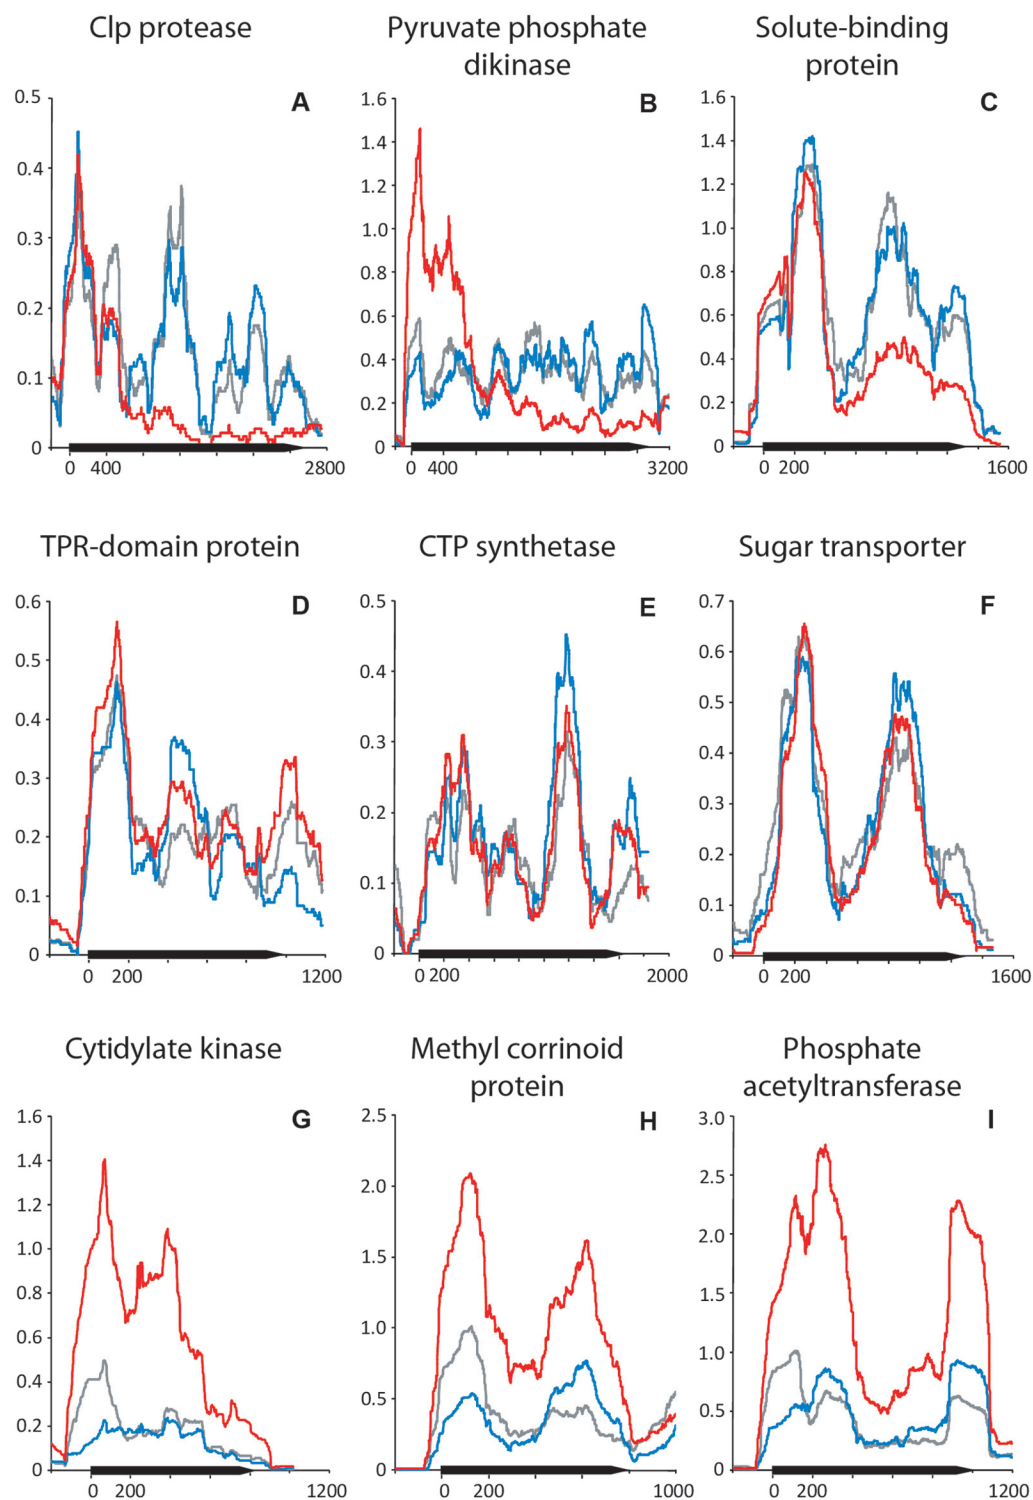 Clp protease
Pyruvate phosphate
dikinase
Solute-binding
protein
A
0.5
0.4
0.3
0.2
0.1
0
0 400 2800
B
1.6
1.4
1.2
1.0
0.8
0.6
0.4
0.2
0
0 400 3200
C
1.6
1.4
1.2
1.0
0.8
0.6
0.4
0.2
0
0 200 1600
TPR-domain protein
CTP synthetase
Sugar transporter
D
0.6
0.5
0.4
0.3
0.2
0.1
0
0 200 1200
E
0.5
0.4
0.3
0.2
0.1
0
0 200 2000
F
0.7
0.6
0.5
0.4
0.3
0.2
0.1
0
0 200 1600
Cytidylate kinase
Methyl corrinoid
protein
Phosphate
acetyltransferase
G
1.6
1.4
1.2
1.0
0.8
0.6
0.4
0.2
0
0 200 1200
H
2.5
2.0
1.5
1.0
0.5
0
0 200 1000
I
3.0
2.5
2.0
1.5
1.0
0.5
0
0 200 1200